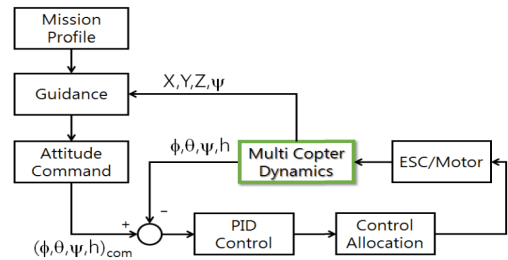 Mission
Profile
Guidance
X,Y,Z,ψ
Attitude
Command
ϕ,θ,ψ,h
Multi Copter
Dynamics
ESC/Motor
+
−
(ϕ,θ,ψ,h)com
PID
Control
Control
Allocation